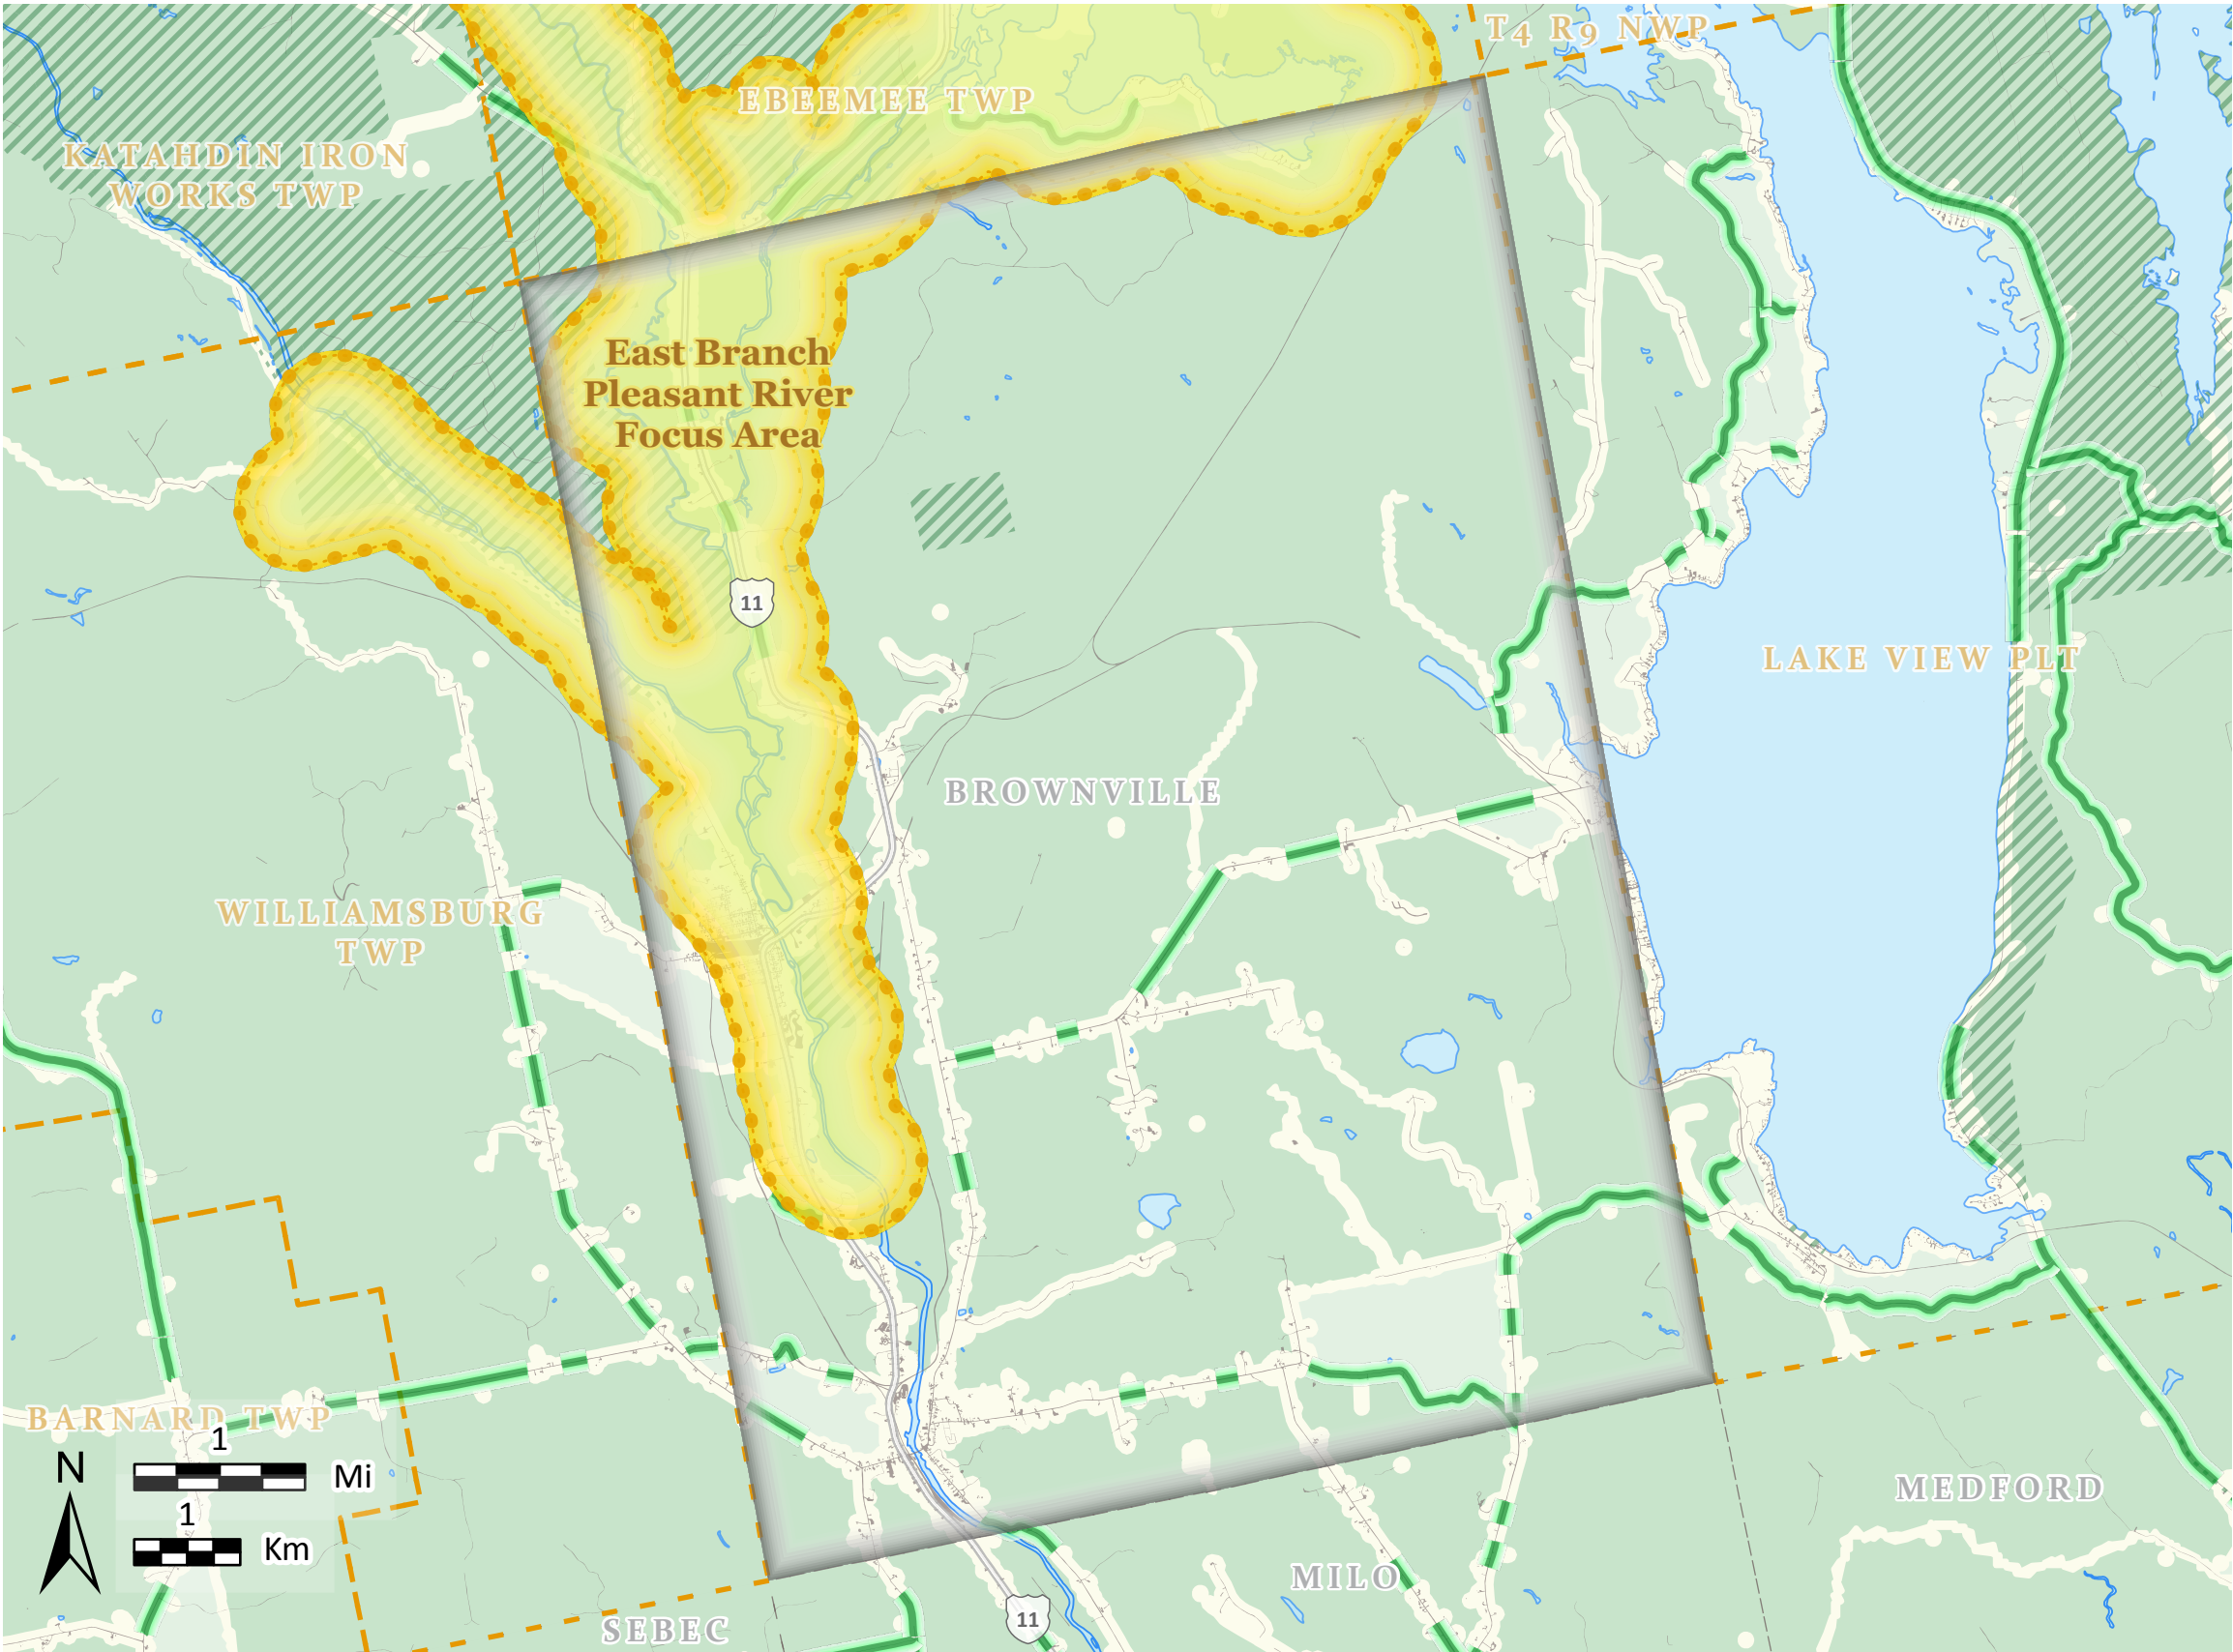 T4 R9 NWP
EBEEMEE TWP
KATAHDIN IRON
WORKS TWP
East Branch
Pleasant River
Focus Area
11
LAKE VIEW PLT
BROWNVILLE
WILLIAMSBURG
TWP
BARNARD TWP
1
N
Mi
1
Km
MEDFORD
MILO
11
SEBEC